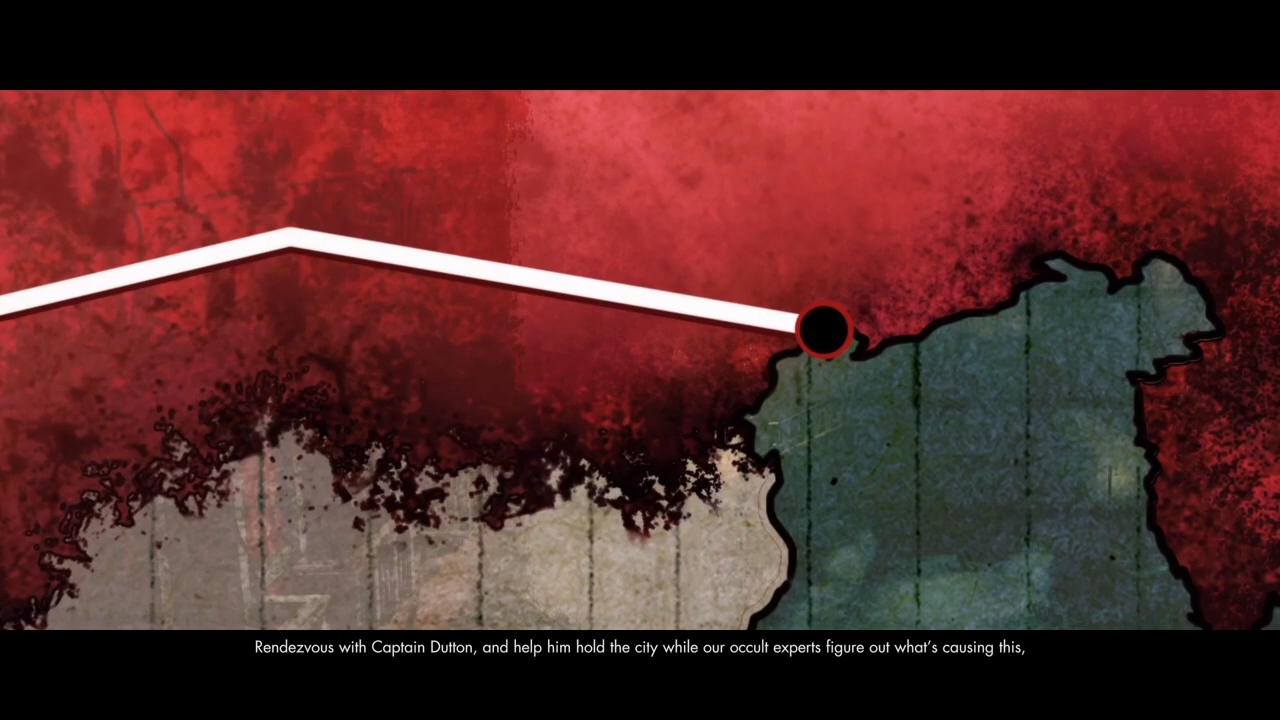 Rendezvous with Captain Dutton, and help him hold the city while our occult experts figure out what's causing this,